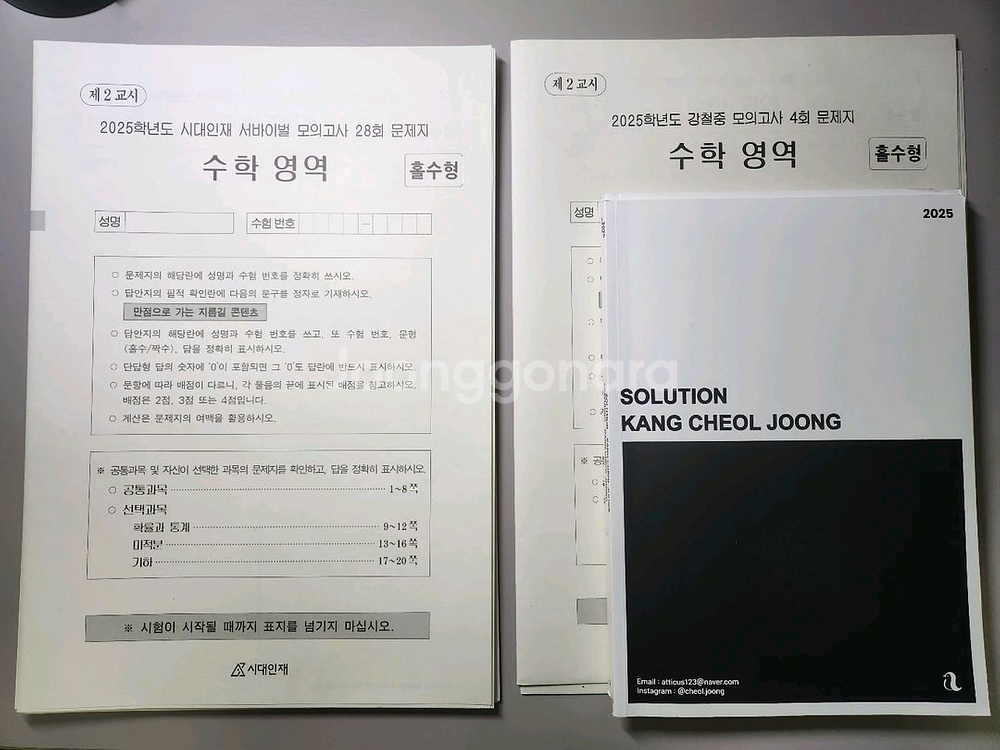 제 2 교시
2025학년도 시대인재 서바이벌 모의고사 28회 문제지
수학 영역
홀수형
성명
수험 번호
–
○ 문제지의 해당란에 성명과 수험 번호를 정확히 쓰시오.
○ 답안지의 필적 확인란에 다음의 문구를 정자로 기재하시오.
만점으로 가는 지름길 콘텐츠
○ 답안지의 해당란에 성명과 수험 번호를 쓰고, 또 수험 번호, 문형
(홀수/짝수), 답을 정확히 표시하시오.
○ 단답형 답의 숫자에 '0'이 포함되면 그 '0'도 답란에 반드시 표시하시오.
○ 문항에 따라 배점이 다르니, 각 물음의 끝에 표시된 배점을 참고하시오.
배점은 2점, 3점 또는 4점입니다.
○ 계산은 문제지의 여백을 활용하시오.
※ 공통과목 및 자신이 선택한 과목의 문제지를 확인하고, 답을 정확히 표시하시오.
○ 공통과목 1~8쪽
○ 선택과목
확률과 통계 9~12쪽
미적분 13~16쪽
기하 17~20쪽
※ 시험이 시작될 때까지 표지를 넘기지 마십시오.
시대인재
제 2 교시
2025학년도 강철중 모의고사 4회 문제지
수학 영역
홀수형
성명
2025
SOLUTION
KANG CHEOL JOONG
Email : atticus123@naver.com
Instagram : @cheol.joong